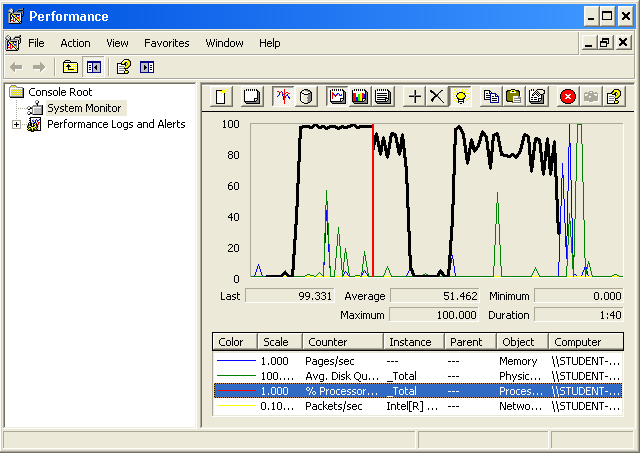 Performance
File Action View Favorites Window Help
Console Root
System Monitor
Performance Logs and Alerts
100
80
60
40
20
0
Last 99.331 Average 51.462 Minimum 0.000
Maximum 100.000 Duration 1:40
Color Scale Counter Instance Parent Object Computer
1.000 Pages/sec --- --- Memory \\STUDENT-...
100.... Avg. Disk Qu... _Total --- Physic... \\STUDENT-...
1.000 % Processor... _Total --- Proces... \\STUDENT-...
0.10... Packets/sec Intel[R] ... --- Netwo... \\STUDENT-...